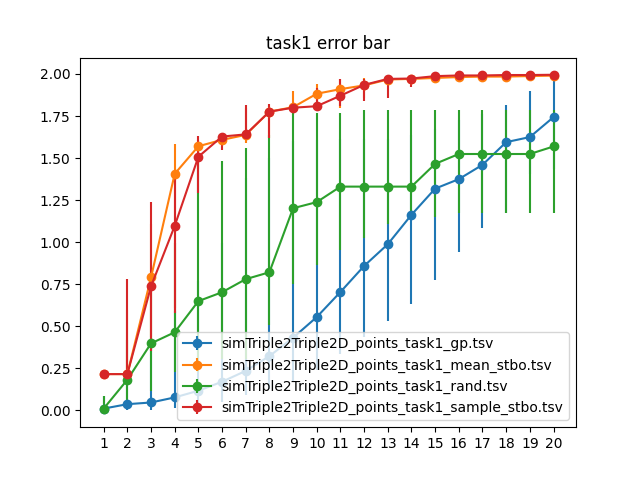 task1 error bar
2.00
1.75
1.50
1.25
1.00
0.75
0.50
0.25
0.00
simTriple2Triple2D_points_task1_gp.tsv
simTriple2Triple2D_points_task1_mean_stbo.tsv
simTriple2Triple2D_points_task1_rand.tsv
simTriple2Triple2D_points_task1_sample_stbo.tsv
1 2 3 4 5 6 7 8 9 10 11 12 13 14 15 16 17 18 19 20